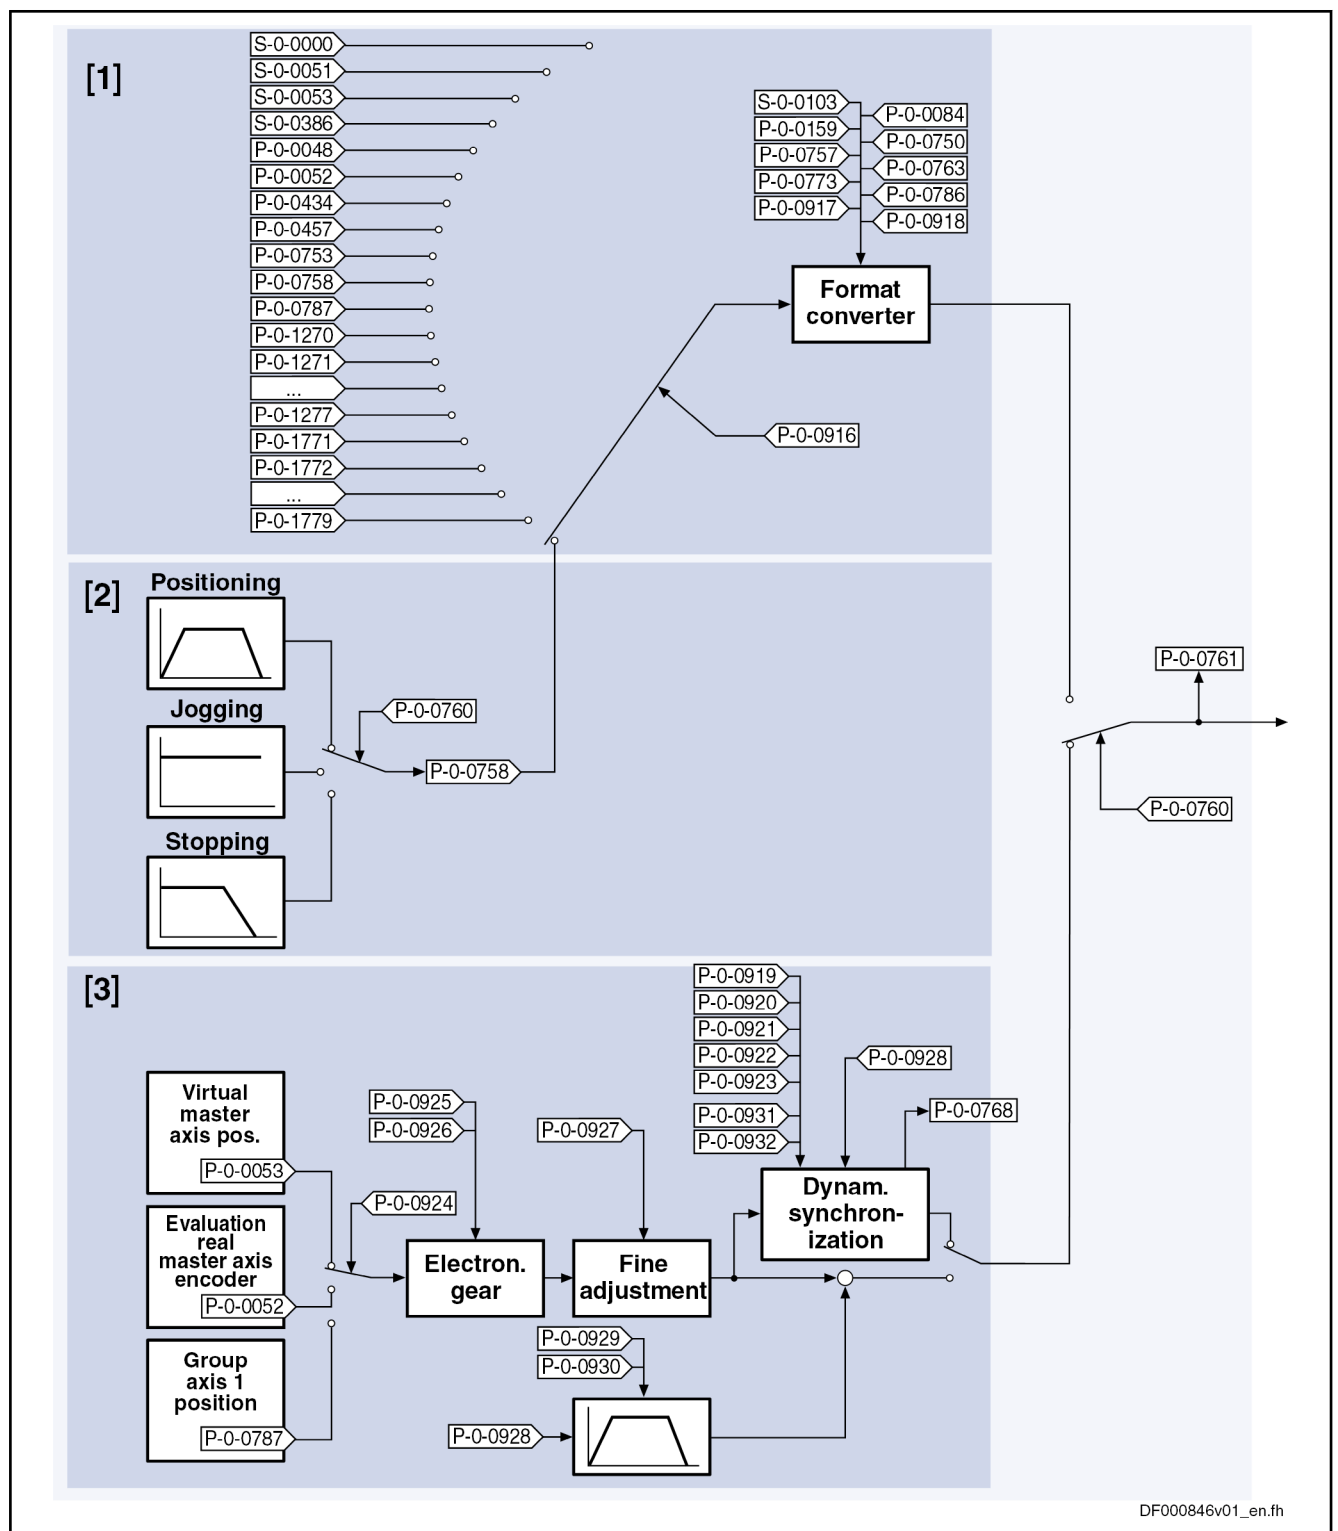 [1]
S-0-0000
S-0-0051
S-0-0053
S-0-0386
P-0-0048
P-0-0052
P-0-0434
P-0-0457
P-0-0753
P-0-0758
P-0-0787
P-0-1270
P-0-1271
...
P-0-1277
P-0-1771
P-0-1772
...
P-0-1779
S-0-0103
P-0-0159
P-0-0757
P-0-0773
P-0-0917
P-0-0084
P-0-0750
P-0-0763
P-0-0786
P-0-0918
Format
converter
P-0-0916
[2]
Positioning
Jogging
Stopping
P-0-0760
P-0-0758
P-0-0761
P-0-0760
[3]
Virtual
master
axis pos.
P-0-0053
Evaluation
real
master axis
encoder
P-0-0052
Group
axis 1
position
P-0-0787
P-0-0924
P-0-0925
P-0-0926
Electron.
gear
P-0-0927
Fine
adjustment
P-0-0919
P-0-0920
P-0-0921
P-0-0922
P-0-0923
P-0-0931
P-0-0932
P-0-0928
P-0-0768
Dynam.
synchron-
ization
P-0-0929
P-0-0930
P-0-0928
DF000846v01_en.fh